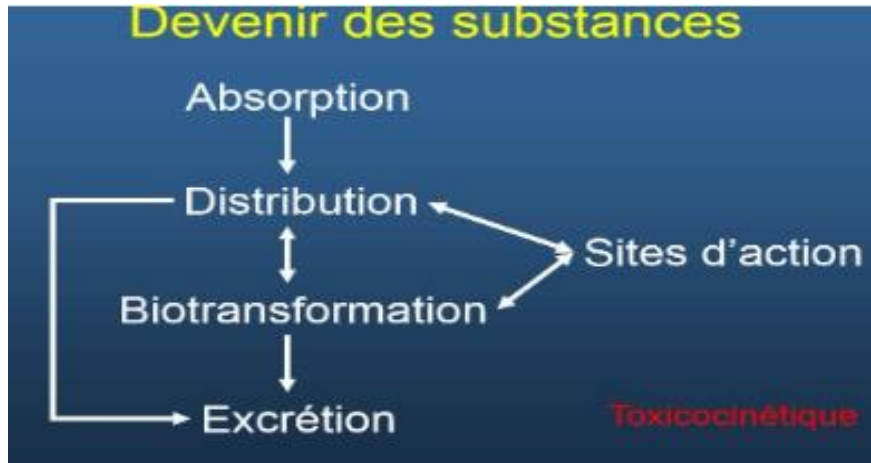 Devenir des substances
Absorption
Distribution
Sites d'action
Biotransformation
Excrétion
Toxicocinétique